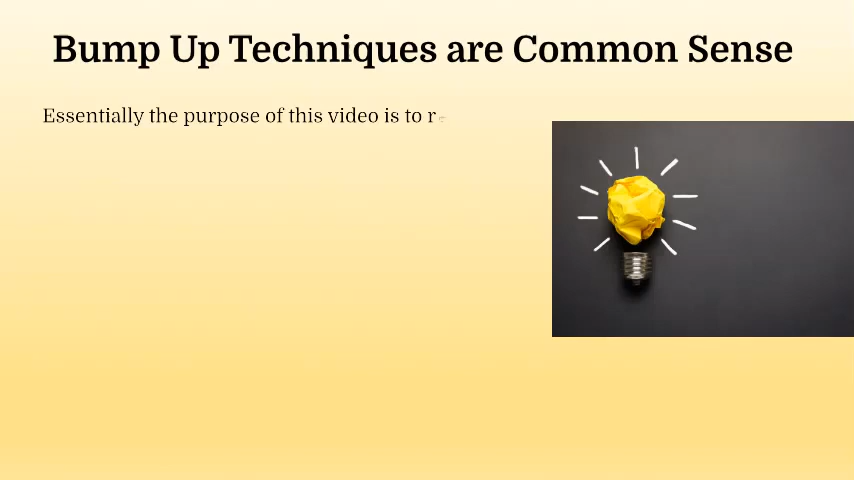 Bump Up Techniques are Common Sense
Essentially the purpose of this video is to r